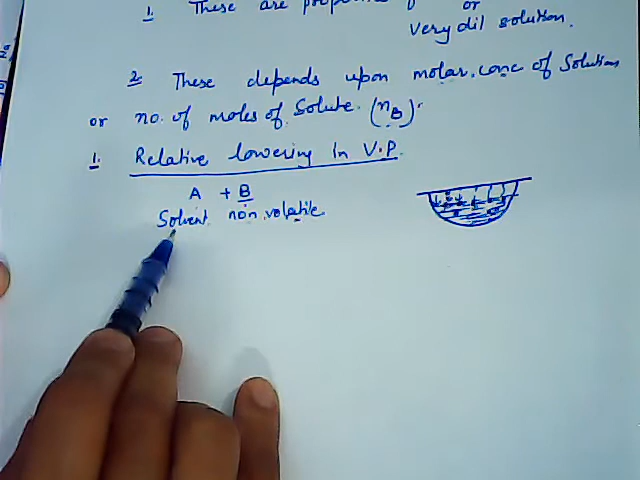 1. These are
or
very dil solution.
2. These depends upon molar conc of Solution
or no. of moles of Solute. (nB).
1. Relative lowering in V.P.
A + B
Solvent non volatile